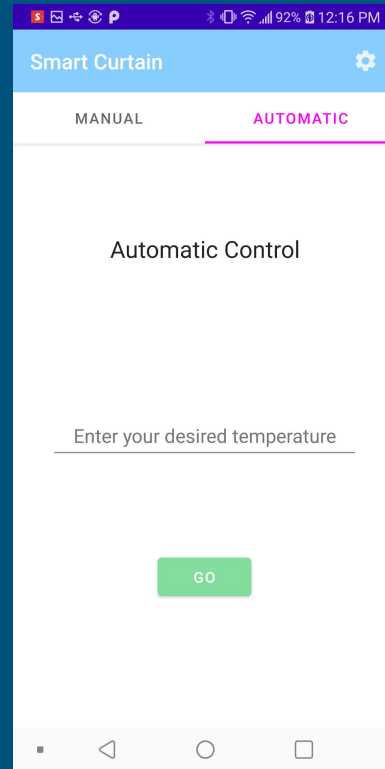 92% 12:16 PM
Smart Curtain
MANUAL AUTOMATIC
Automatic Control
Enter your desired temperature
GO